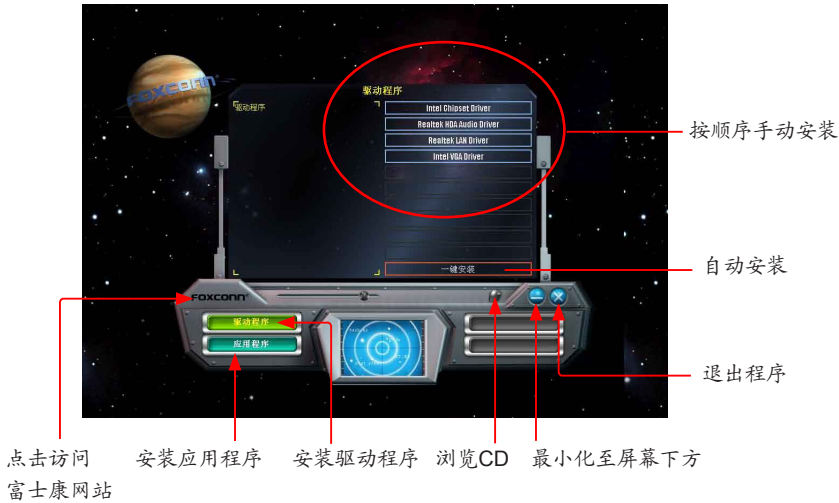 FOXCONN
驱动程序
驱动程序
Intel Chipset Driver
Realtek HDA Audio Driver
Realtek LAN Driver
Intel VGA Driver
一键安装
FOXCONN®
驱动程序
应用程序
按顺序手动安装
自动安装
退出程序
点击访问
富士康网站
安装应用程序
安装驱动程序
浏览CD
最小化至屏幕下方